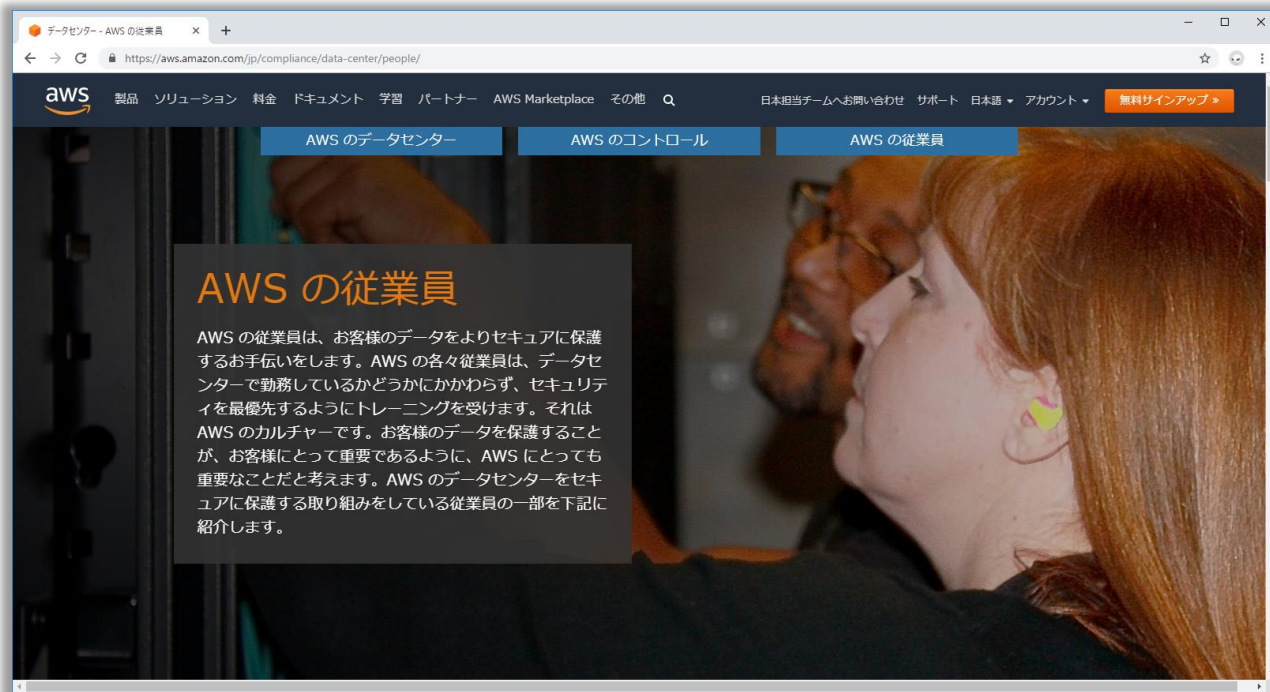 データセンター - AWS の従業員
https://aws.amazon.com/jp/compliance/data-center/people/
aws 製品 ソリューション 料金 ドキュメント 学習 パートナー AWS Marketplace その他 日本担当チームへお問い合わせ サポート 日本語 アカウント 無料サインアップ »
AWS のデータセンター AWS のコントロール AWS の従業員
AWS の従業員
AWS の従業員は、お客様のデータをよりセキュアに保護
するお手伝いをします。AWS の各々従業員は、データセ
ンターで勤務しているかどうかにかかわらず、セキュリテ
ィを最優先するようにトレーニングを受けます。それは
AWS のカルチャーです。お客様のデータを保護すること
が、お客様にとって重要であるように、AWS にとっても
重要なことだと考えます。AWS のデータセンターをセキ
ュアに保護する取り組みをしている従業員の一部を下記に
紹介します。